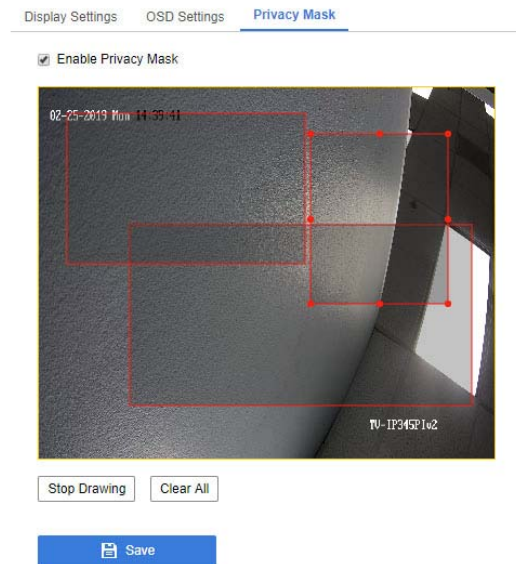 Display Settings OSD Settings Privacy Mask
Enable Privacy Mask
02-25-2019 Mon 14:39:41
TV-IP345PIv2
Stop Drawing Clear All
Save